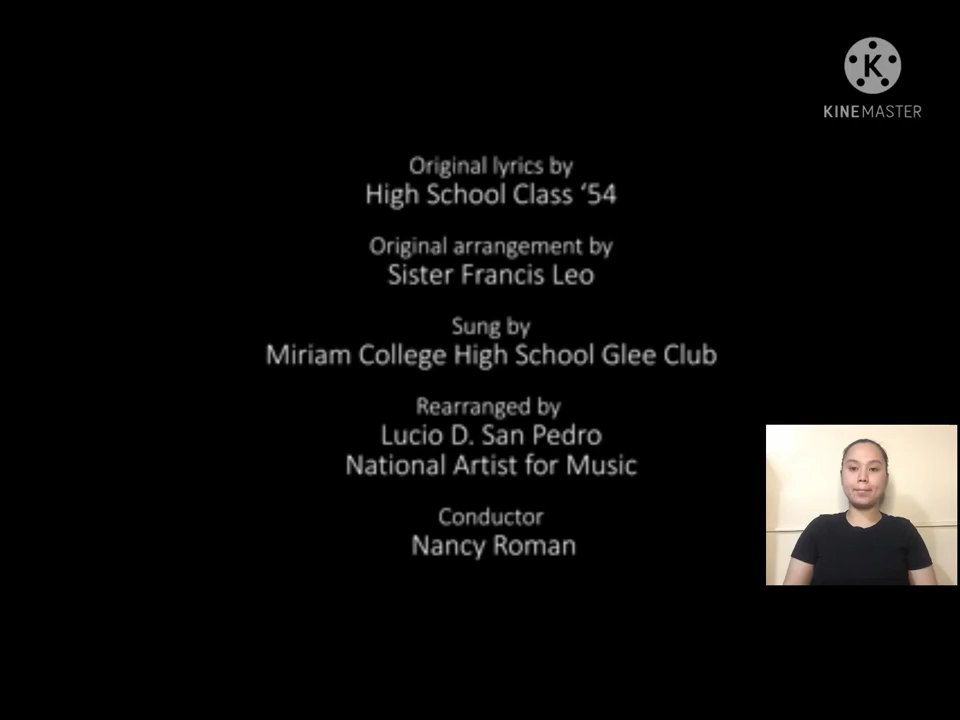 K
KINEMASTER
Original lyrics by
High School Class ‘54
Original arrangement by
Sister Francis Leo
Sung by
Miriam College High School Glee Club
Rearranged by
Lucio D. San Pedro
National Artist for Music
Conductor
Nancy Roman